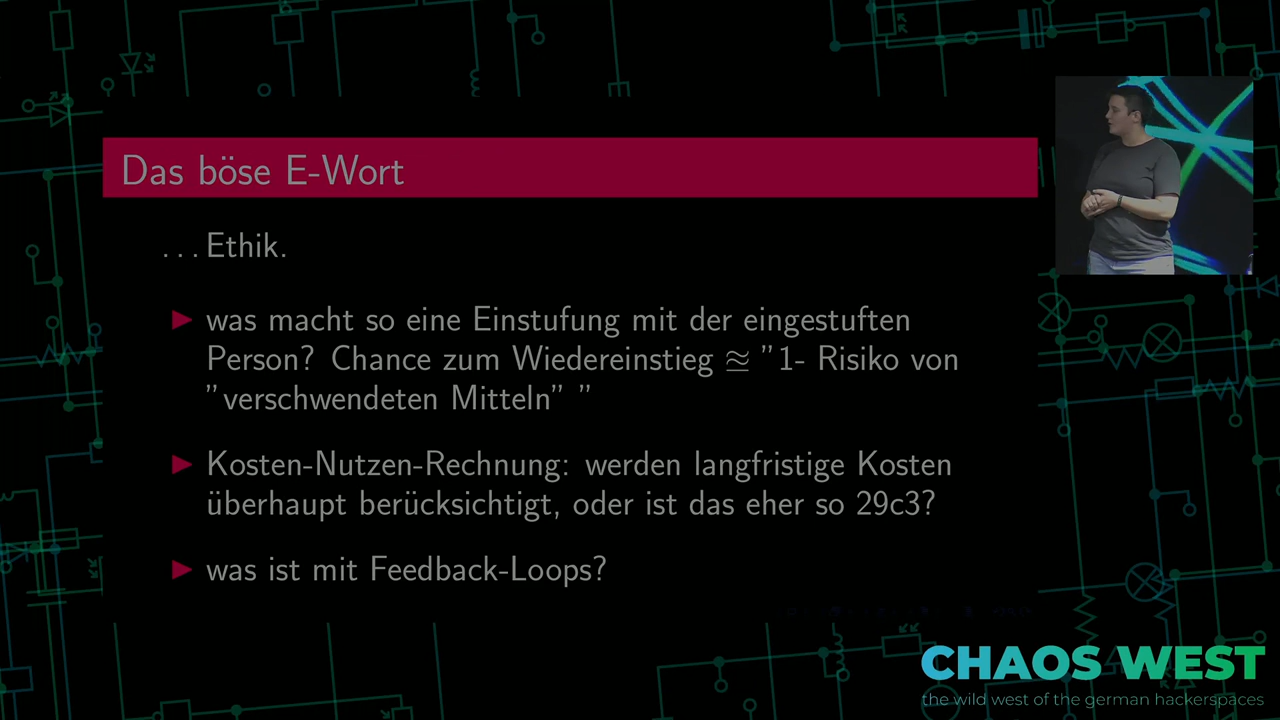 Das böse E-Wort
...Ethik.
▶ was macht so eine Einstufung mit der eingestuften
Person? Chance zum Wiedereinstieg ≊ ”1- Risiko von
”verschwendeten Mitteln” ”
▶ Kosten-Nutzen-Rechnung: werden langfristige Kosten
überhaupt berücksichtigt, oder ist das eher so 29c3?
▶ was ist mit Feedback-Loops?
CHAOS WEST
the wild west of the german hackerspaces